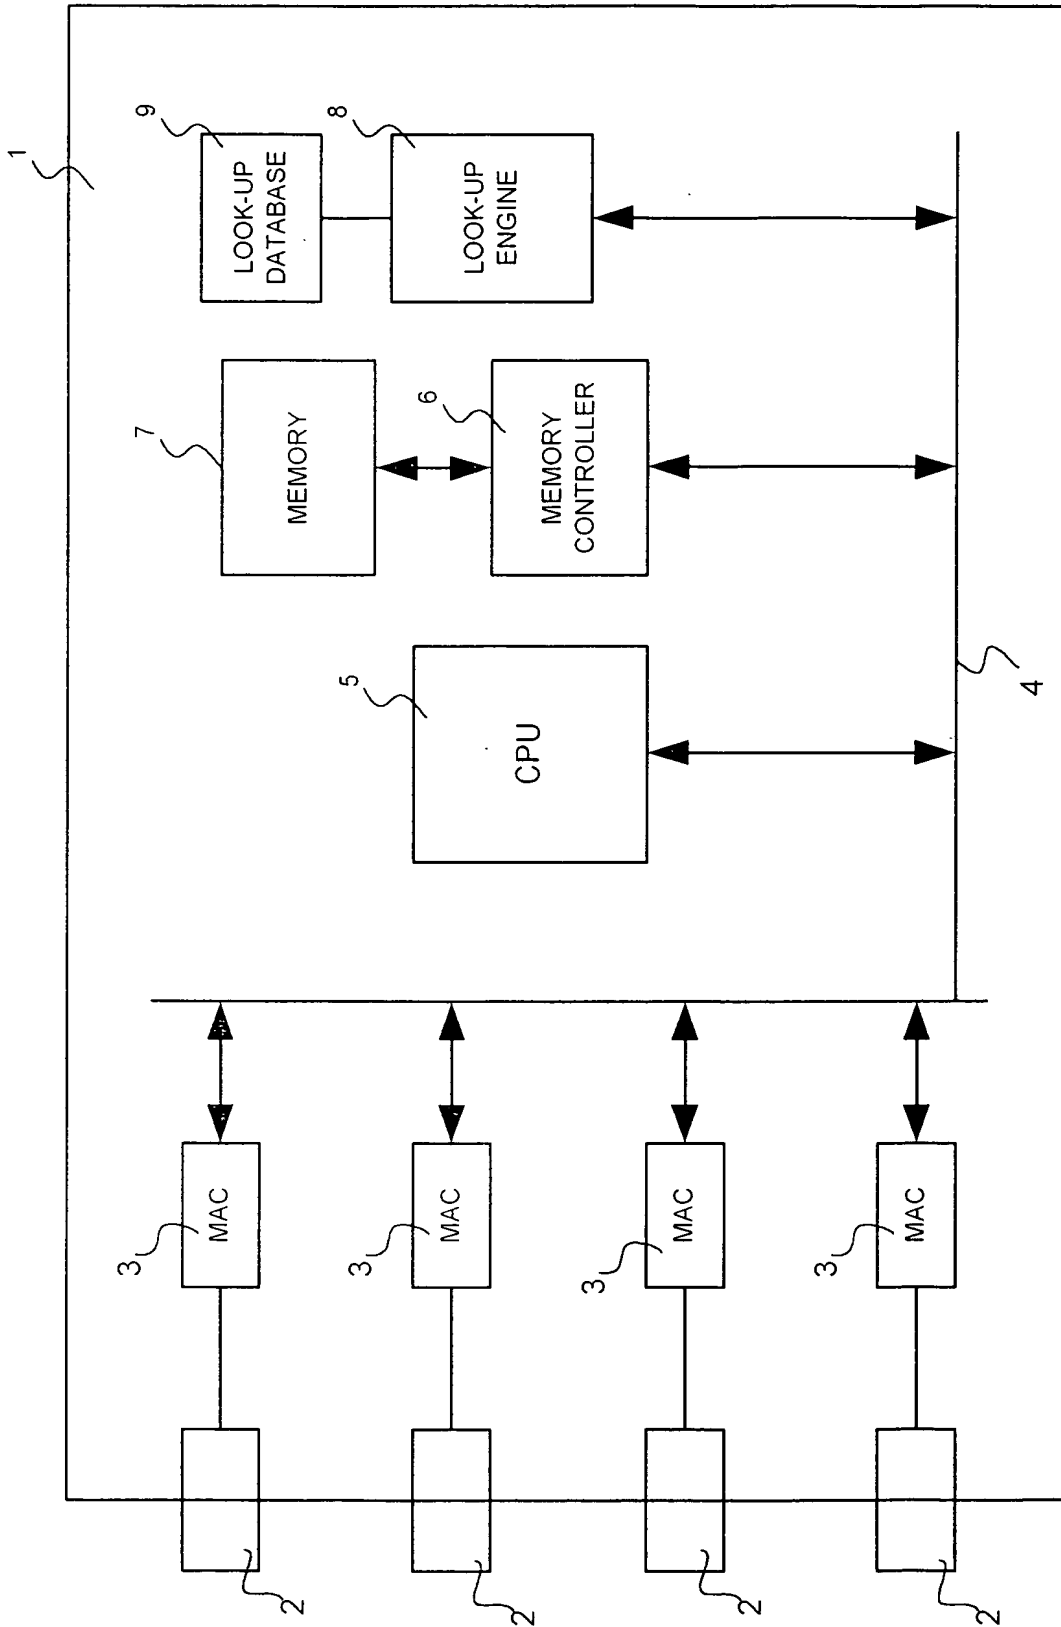 1
9
LOOK-UP
DATABASE
8
LOOK-UP
ENGINE
7
MEMORY
6
MEMORY
CONTROLLER
5
CPU
4
3
MAC
3
MAC
3
MAC
3
MAC
2
2
2
2